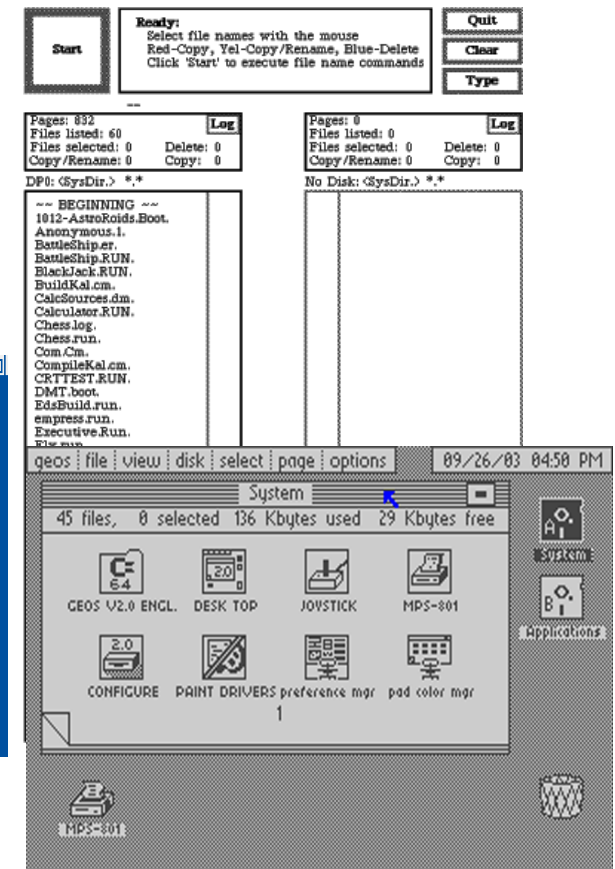 Start
Ready:
Select file names with the mouse
Red-Copy, Yel-Copy/Rename, Blue-Delete
Click 'Start' to execute file name commands
Quit
Clear
Type
Pages: 832
Log
Files listed: 60
Files selected: 0 Delete: 0
Copy/Rename: 0 Copy: 0
DP0: <SysDir.> *.*
Pages: 0
Log
Files listed: 0
Files selected: 0 Delete: 0
Copy/Rename: 0 Copy: 0
No Disk: <SysDir.> *.*
~~ BEGINNING ~~
1012-AstroRoids.Boot.
Anonymous.1.
BattleShip.er.
BattleShip.RUN.
BlackJack.RUN.
BuildKal.cm.
CalcSources.dm.
Calculator.RUN.
Chess.log.
Chess.run.
Com.Cm.
CompileKal.cm.
CRTTEST.RUN.
DMT.boot.
EdsBuild.run.
empress.run.
Executive.Run.
geos file view disk select page options 09/26/03 04:50 PM
System
45 files, 0 selected 136 Kbytes used 29 Kbytes free
C=
64
2.0
GEOS V2.0 ENGL. DESK TOP JOYSTICK MPS-801
2.0
CONFIGURE PAINT DRIVERS preference mgr pad color mgr
1
A
System
B
Applications
MPS-801